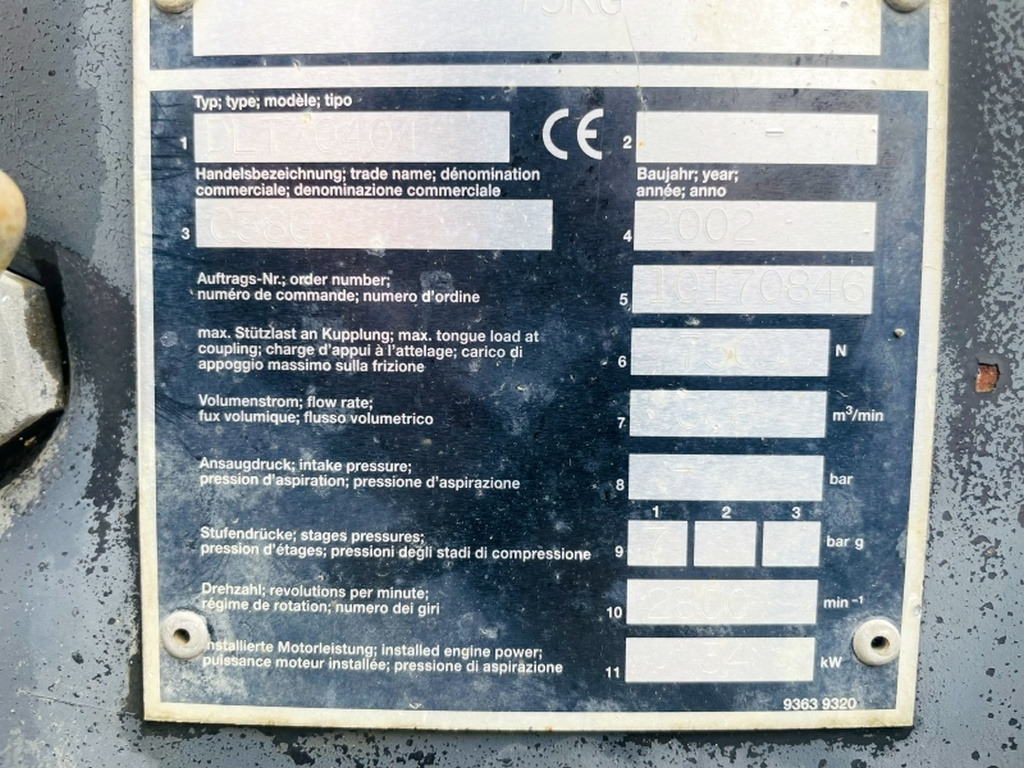 75KG
Typ; type; modèle; tipo
1
CE
2 -
Handelsbezeichnung; trade name; dénomination
commerciale; denominazione commerciale
Baujahr; year;
année; anno
3 C38G
4 2002
Auftrags-Nr.; order number;
numéro de commande; numero d'ordine
5 10170846
max. Stützlast an Kupplung; max. tongue load at
coupling; charge d'appui à l'attelage; carico di
appoggio massimo sulla frizione
6 N
Volumenstrom; flow rate;
fux volumique; flusso volumetrico
7 m³/min
Ansaugdruck; intake pressure;
pression d'aspiration; pressione d'aspirazione
8 - bar
1 2 3
Stufendrücke; stages pressures;
pression d'étages; pressioni degli stadi di compressione
9 bar g
Drehzahl; revolutions per minute;
régime de rotation; numero dei giri
10 min⁻¹
installierte Motorleistung; installed engine power;
puissance moteur installée; pressione di aspirazione
11 kW
9363 9320